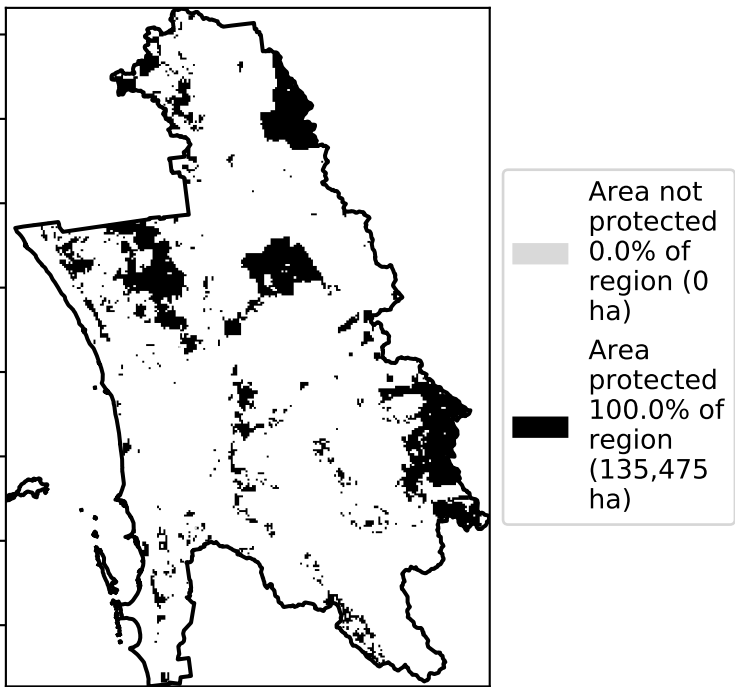 Area not
protected
0.0% of
region (0
ha)
Area
protected
100.0% of
region
(135,475
ha)